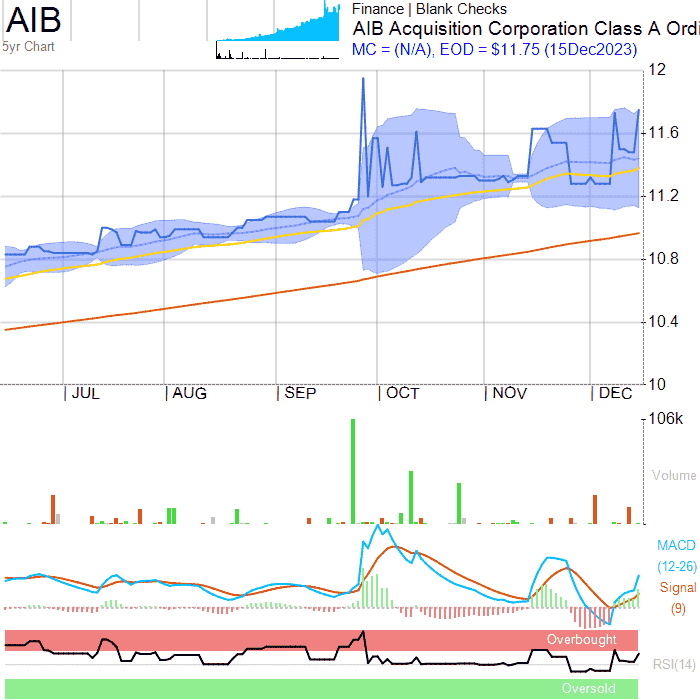 AIB
5yr Chart
Finance | Blank Checks
AIB Acquisition Corporation Class A Ordi
MC = (N/A), EOD = $11.75 (15Dec2023)
12
11.6
11.2
10.8
10.4
10
JUL AUG SEP OCT NOV DEC
106k
Volume
MACD
(12-26)
Signal
(9)
Overbought
RSI(14)
Oversold